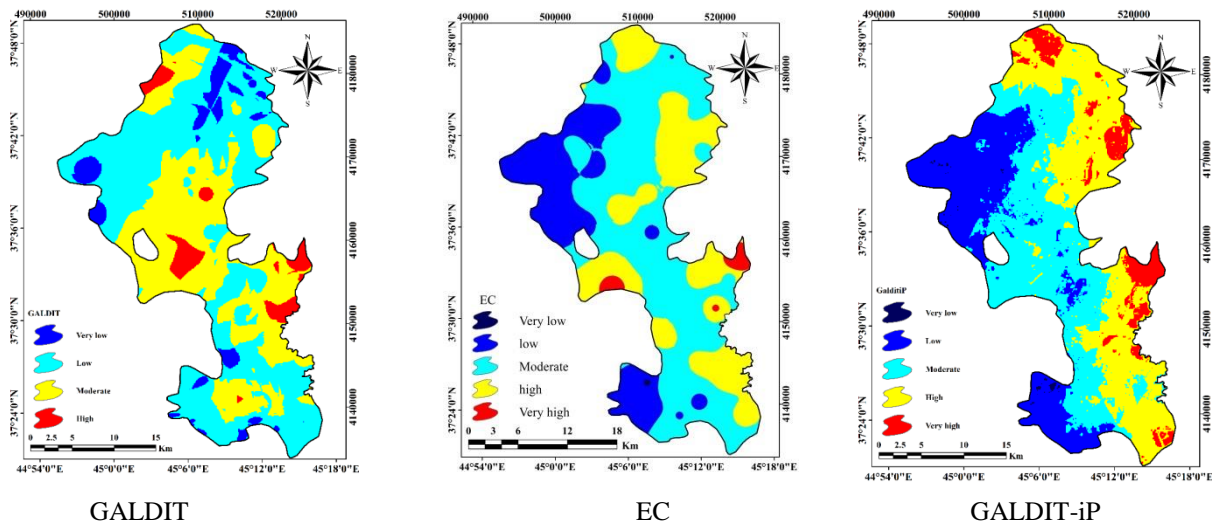 490000 500000 510000 520000
37°48'0"N
37°42'0"N
37°36'0"N
37°30'0"N
37°24'0"N
N
W E
S
4180000
4170000
4160000
4150000
4140000
GALDIT
Very low
Low
Moderate
High
0 2.5 5 10 15
Km
44°54'0"E 45°0'0"E 45°6'0"E 45°12'0"E 45°18'0"E
GALDIT
490000 500000 510000 520000
37°48'0"N
37°42'0"N
37°36'0"N
37°30'0"N
37°24'0"N
N
W E
S
4180000
4170000
4160000
4150000
4140000
EC
Very low
low
Moderate
high
Very high
0 2 3 6 12 18
Km
44°54'0"E 45°0'0"E 45°6'0"E 45°12'0"E 45°18'0"E
EC
490000 500000 510000 520000
37°48'0"N
37°42'0"N
37°36'0"N
37°30'0"N
37°24'0"N
N
W E
S
4180000
4170000
4160000
4150000
4140000
GalditiP
Very low
Low
Moderate
High
Very high
0 2.5 5 10 15
Km
44°54'0"E 45°0'0"E 45°6'0"E 45°12'0"E 45°18'0"E
GALDIT-iP